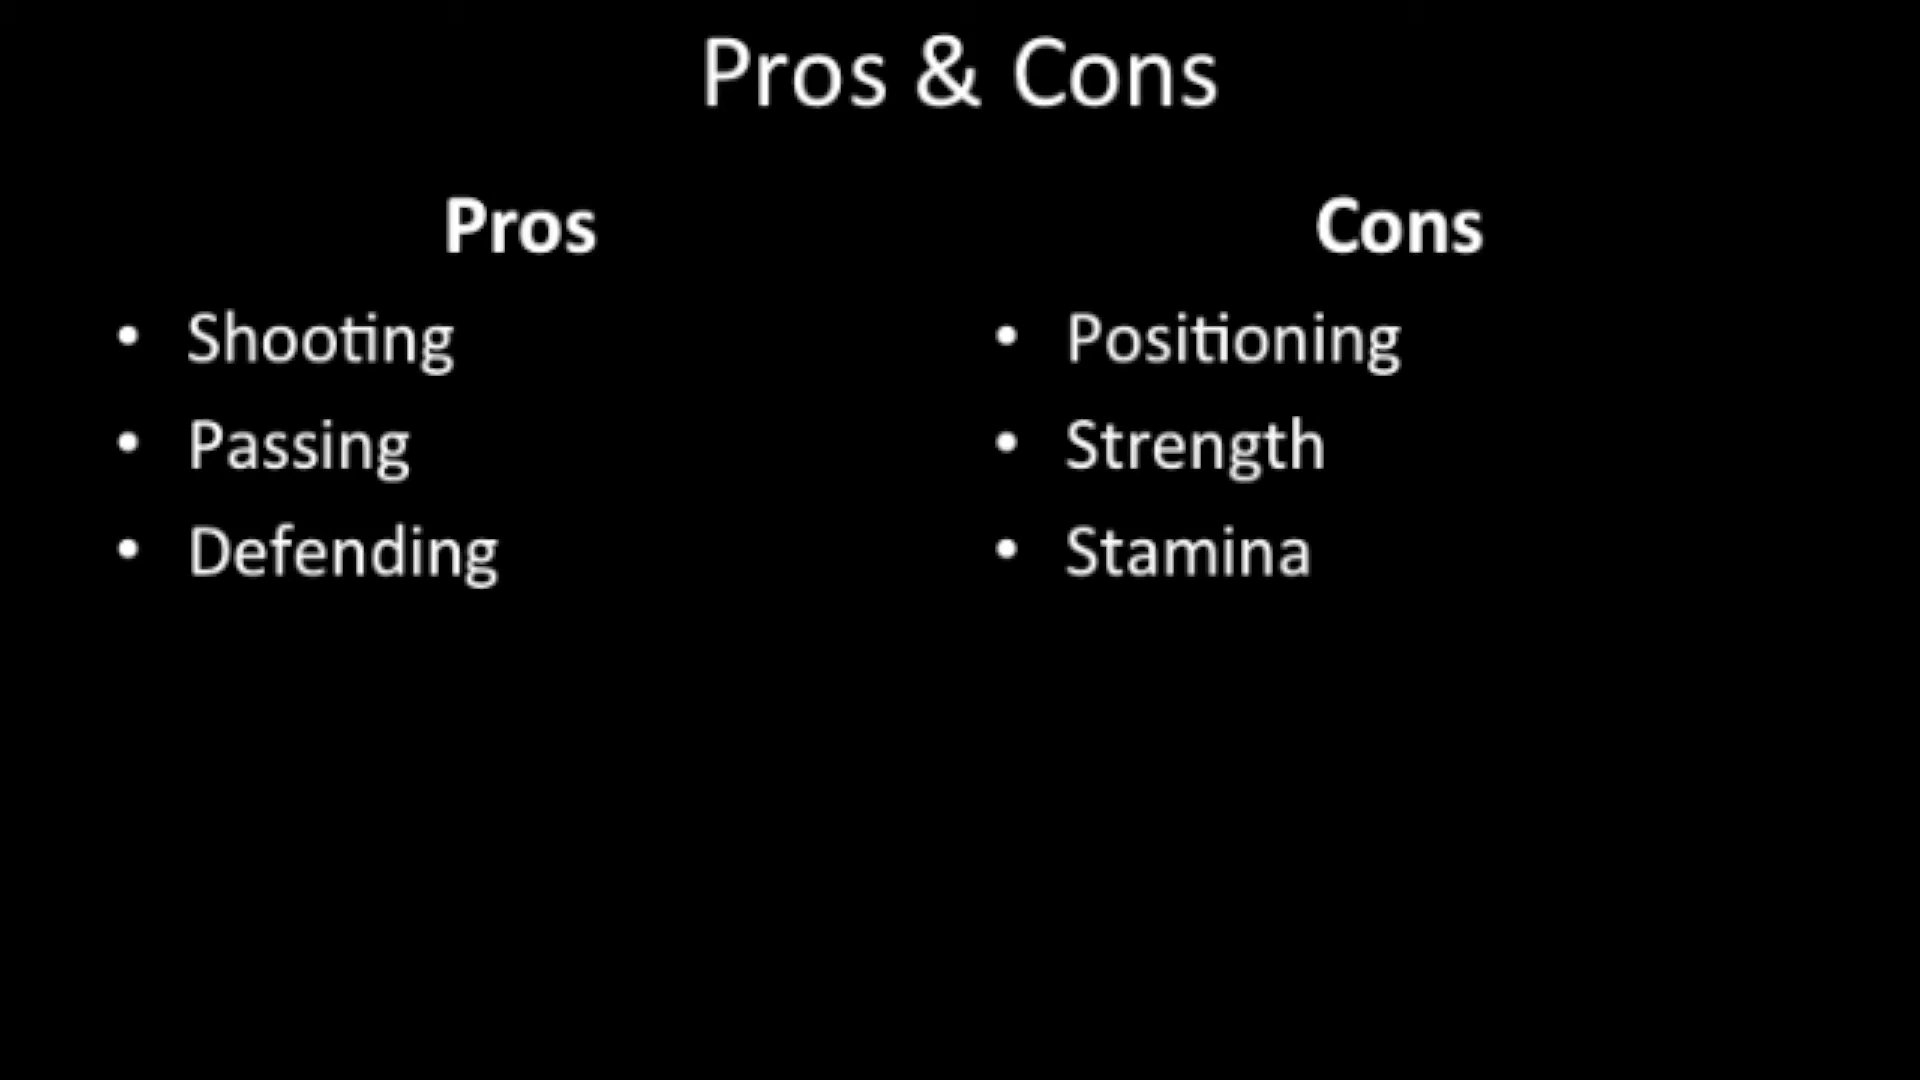 Pros & Cons
Pros
• Shooting
• Passing
• Defending
Cons
• Positioning
• Strength
• Stamina